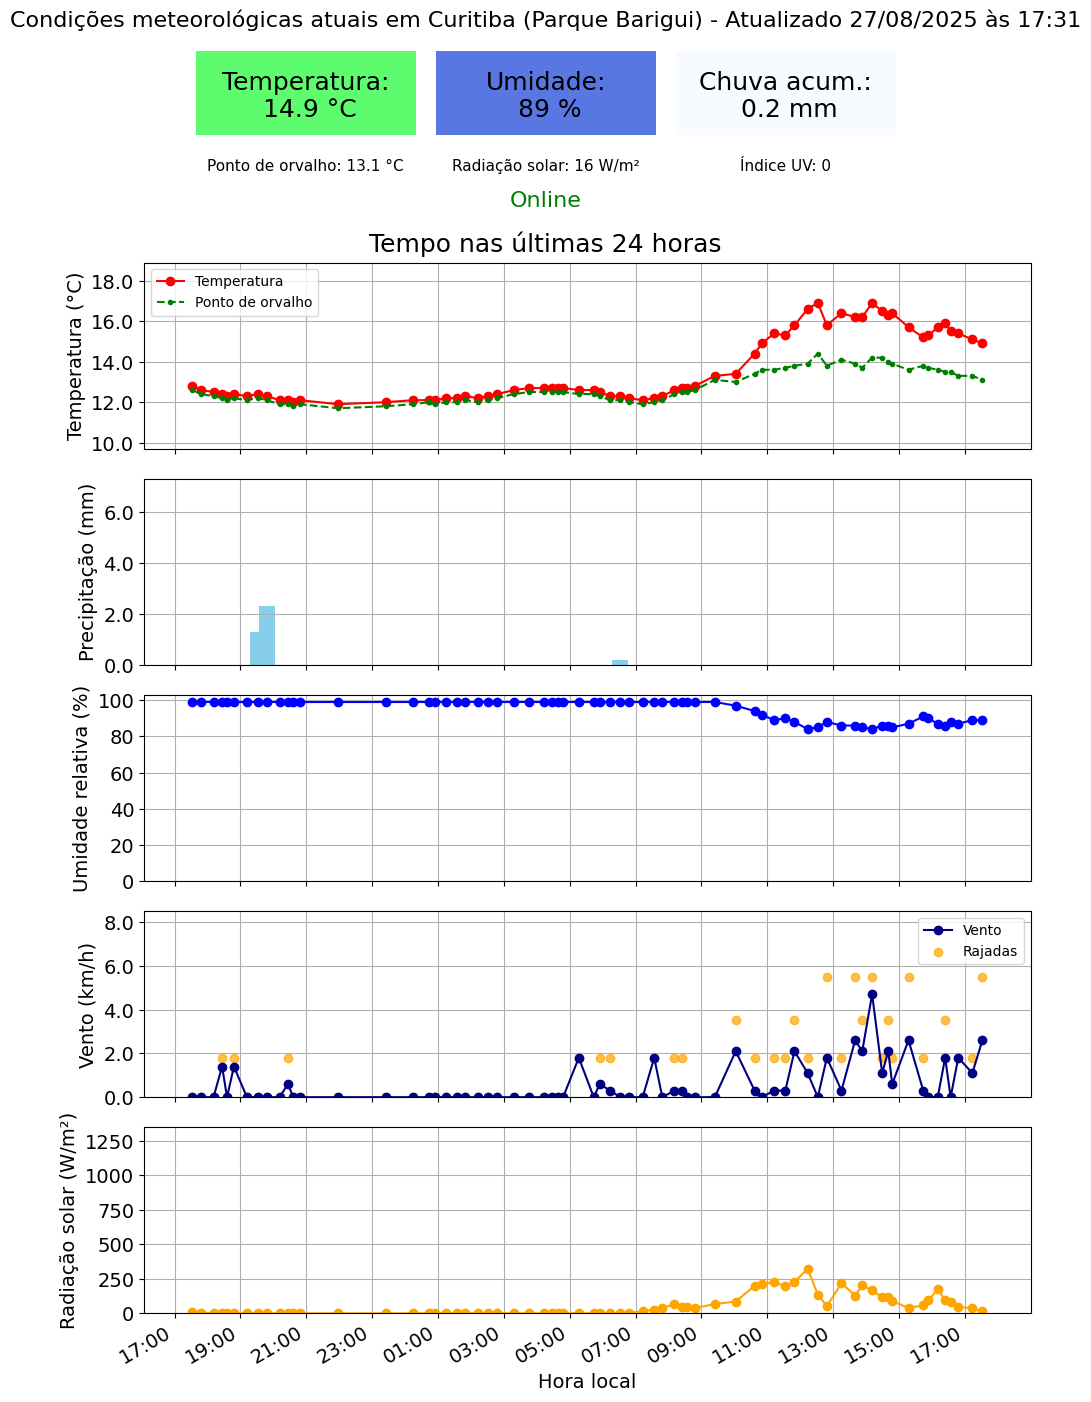 Condições meteorológicas atuais em Curitiba (Parque Barigui) - Atualizado 27/08/2025 às 17:31
Temperatura:
14.9 °C
Umidade:
89 %
Chuva acum.:
0.2 mm
Ponto de orvalho: 13.1 °C
Radiação solar: 16 W/m²
Índice UV: 0
Online
Tempo nas últimas 24 horas
Temperatura (°C)
18.0
16.0
14.0
12.0
10.0
Temperatura
Ponto de orvalho
Precipitação (mm)
6.0
4.0
2.0
0.0
Umidade relativa (%)
100
80
60
40
20
0
Vento (km/h)
8.0
6.0
4.0
2.0
0.0
Vento
Rajadas
Radiação solar (W/m²)
1250
1000
750
500
250
0
17:00
19:00
21:00
23:00
01:00
03:00
05:00
07:00
09:00
11:00
13:00
15:00
17:00
Hora local